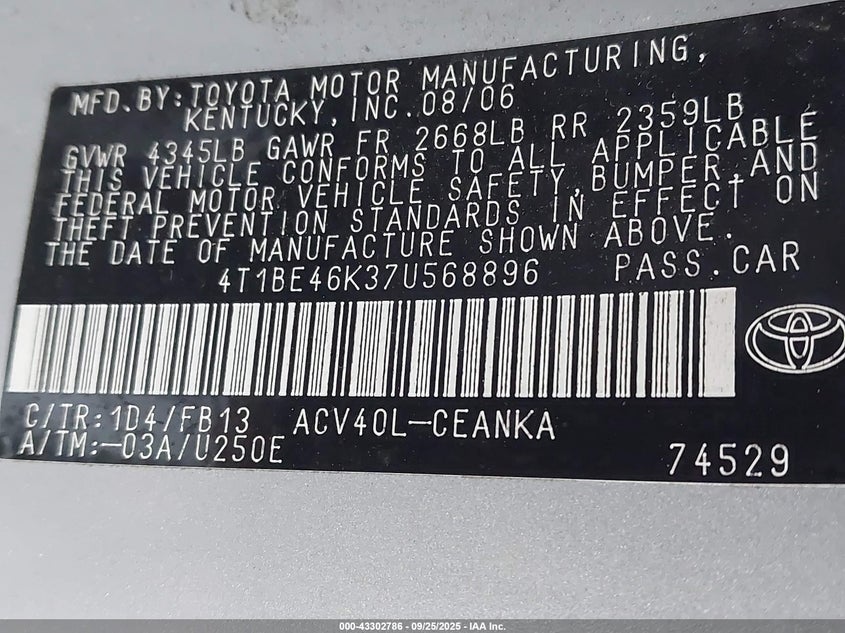 MFD. BY: TOYOTA MOTOR MANUFACTURING,
KENTUCKY, INC. 08/06
GVWR 4345LB GAWR FR 2668LB RR 2359LB
THIS VEHICLE CONFORMS TO ALL APPLICABLE
FEDERAL MOTOR VEHICLE SAFETY, BUMPER, AND
THEFT PREVENTION STANDARDS IN EFFECT ON
THE DATE OF MANUFACTURE SHOWN ABOVE.
4T1BE46K37U568896 PASS. CAR
C/TR: 1D4/FB13 ACV40L-CEANKA
A/TM:-03A/U250E 74529
000-43302786 - 09/25/2025 - IAA Inc.